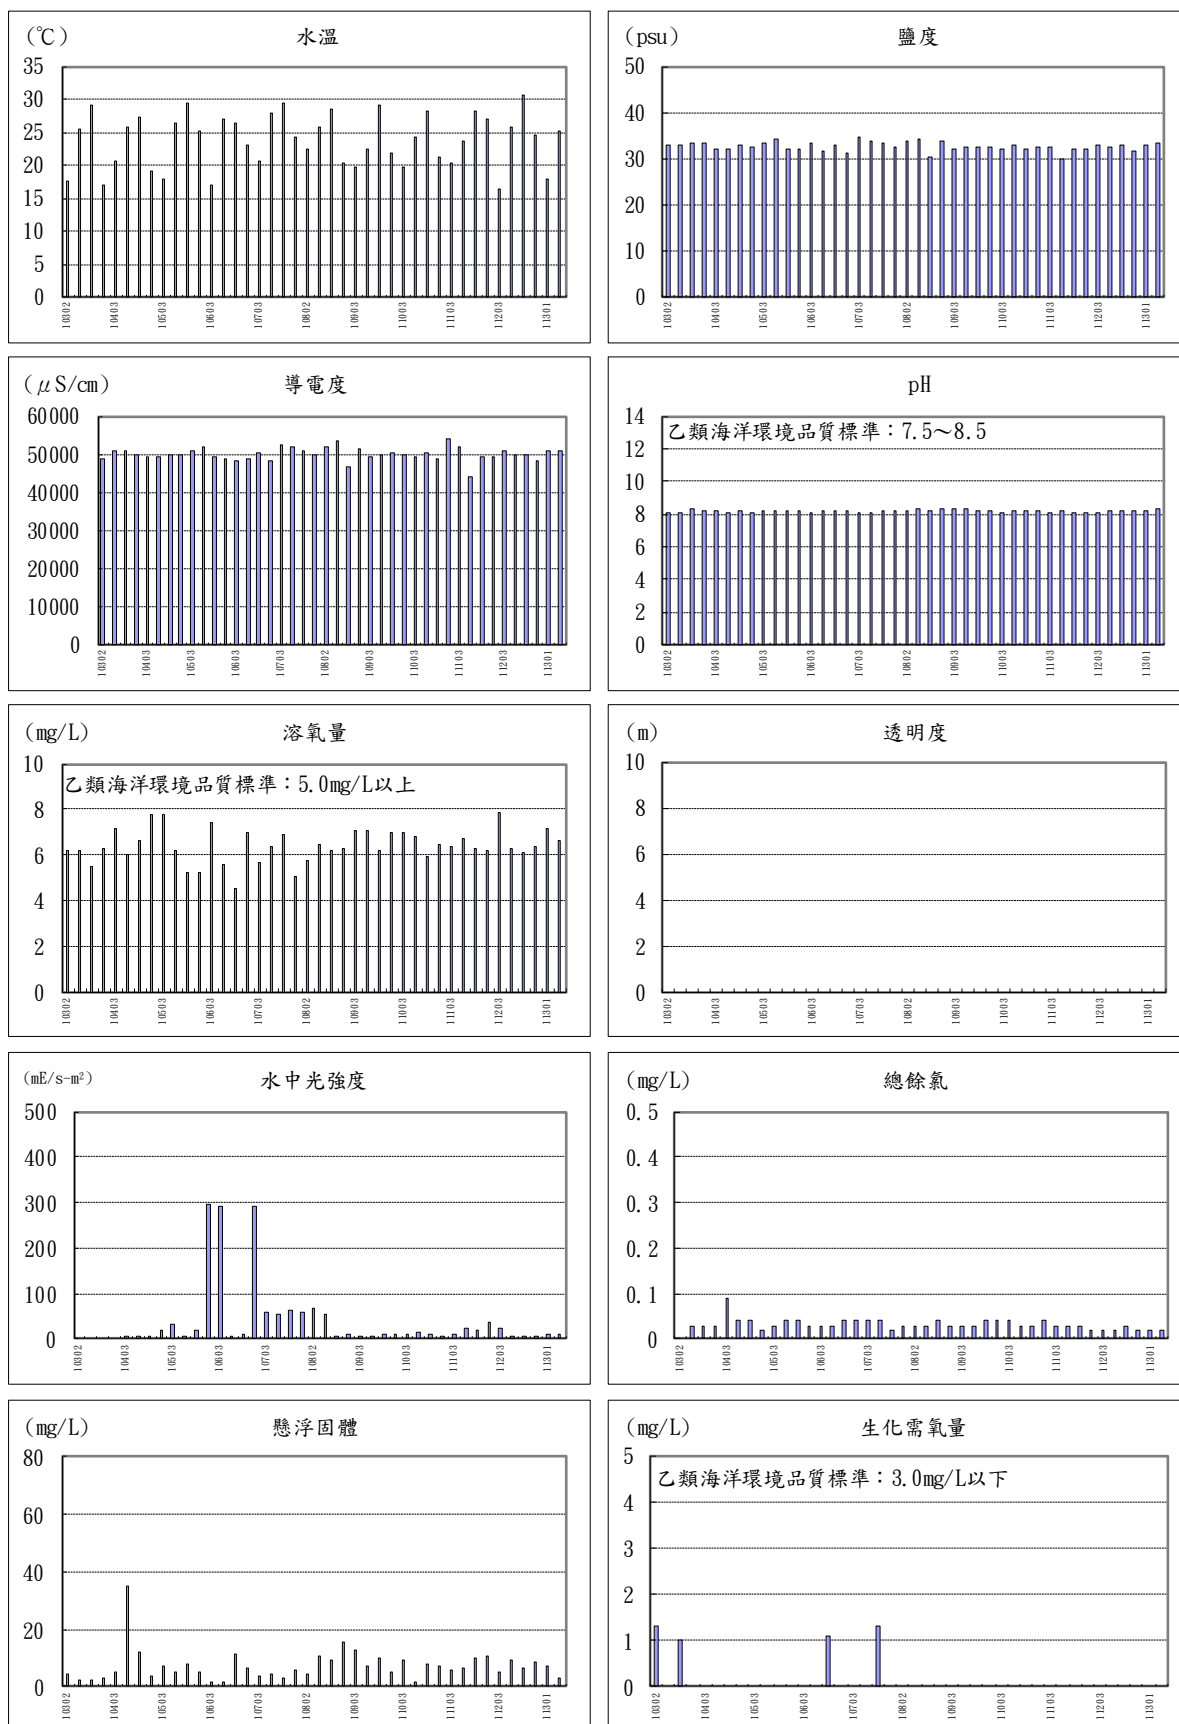 (℃) 水溫
35
30
25
20
15
10
5
0
10302 10403 10503 10603 10703 10802 10903 11003 11103 11203 11301
(psu) 鹽度
50
40
30
20
10
0
10302 10403 10503 10603 10703 10802 10903 11003 11103 11203 11301
(μS/cm) 導電度
60000
50000
40000
30000
20000
10000
0
10302 10403 10503 10603 10703 10802 10903 11003 11103 11203 11301
pH
乙類海洋環境品質標準：7.5～8.5
14
12
10
8
6
4
2
0
10302 10403 10503 10603 10703 10802 10903 11003 11103 11203 11301
(mg/L) 溶氧量
乙類海洋環境品質標準：5.0mg/L以上
10
8
6
4
2
0
10302 10403 10503 10603 10703 10802 10903 11003 11103 11203 11301
(m) 透明度
10
8
6
4
2
0
10302 10403 10503 10603 10703 10802 10903 11003 11103 11203 11301
(mE/s-m²) 水中光強度
500
400
300
200
100
0
10302 10403 10503 10603 10703 10802 10903 11003 11103 11203 11301
(mg/L) 總餘氯
0.5
0.4
0.3
0.2
0.1
0
10302 10403 10503 10603 10703 10802 10903 11003 11103 11203 11301
(mg/L) 懸浮固體
80
60
40
20
0
10302 10403 10503 10603 10703 10802 10903 11003 11103 11203 11301
(mg/L) 生化需氧量
乙類海洋環境品質標準：3.0mg/L以下
5
4
3
2
1
0
10302 10403 10503 10603 10703 10802 10903 11003 11103 11203 11301